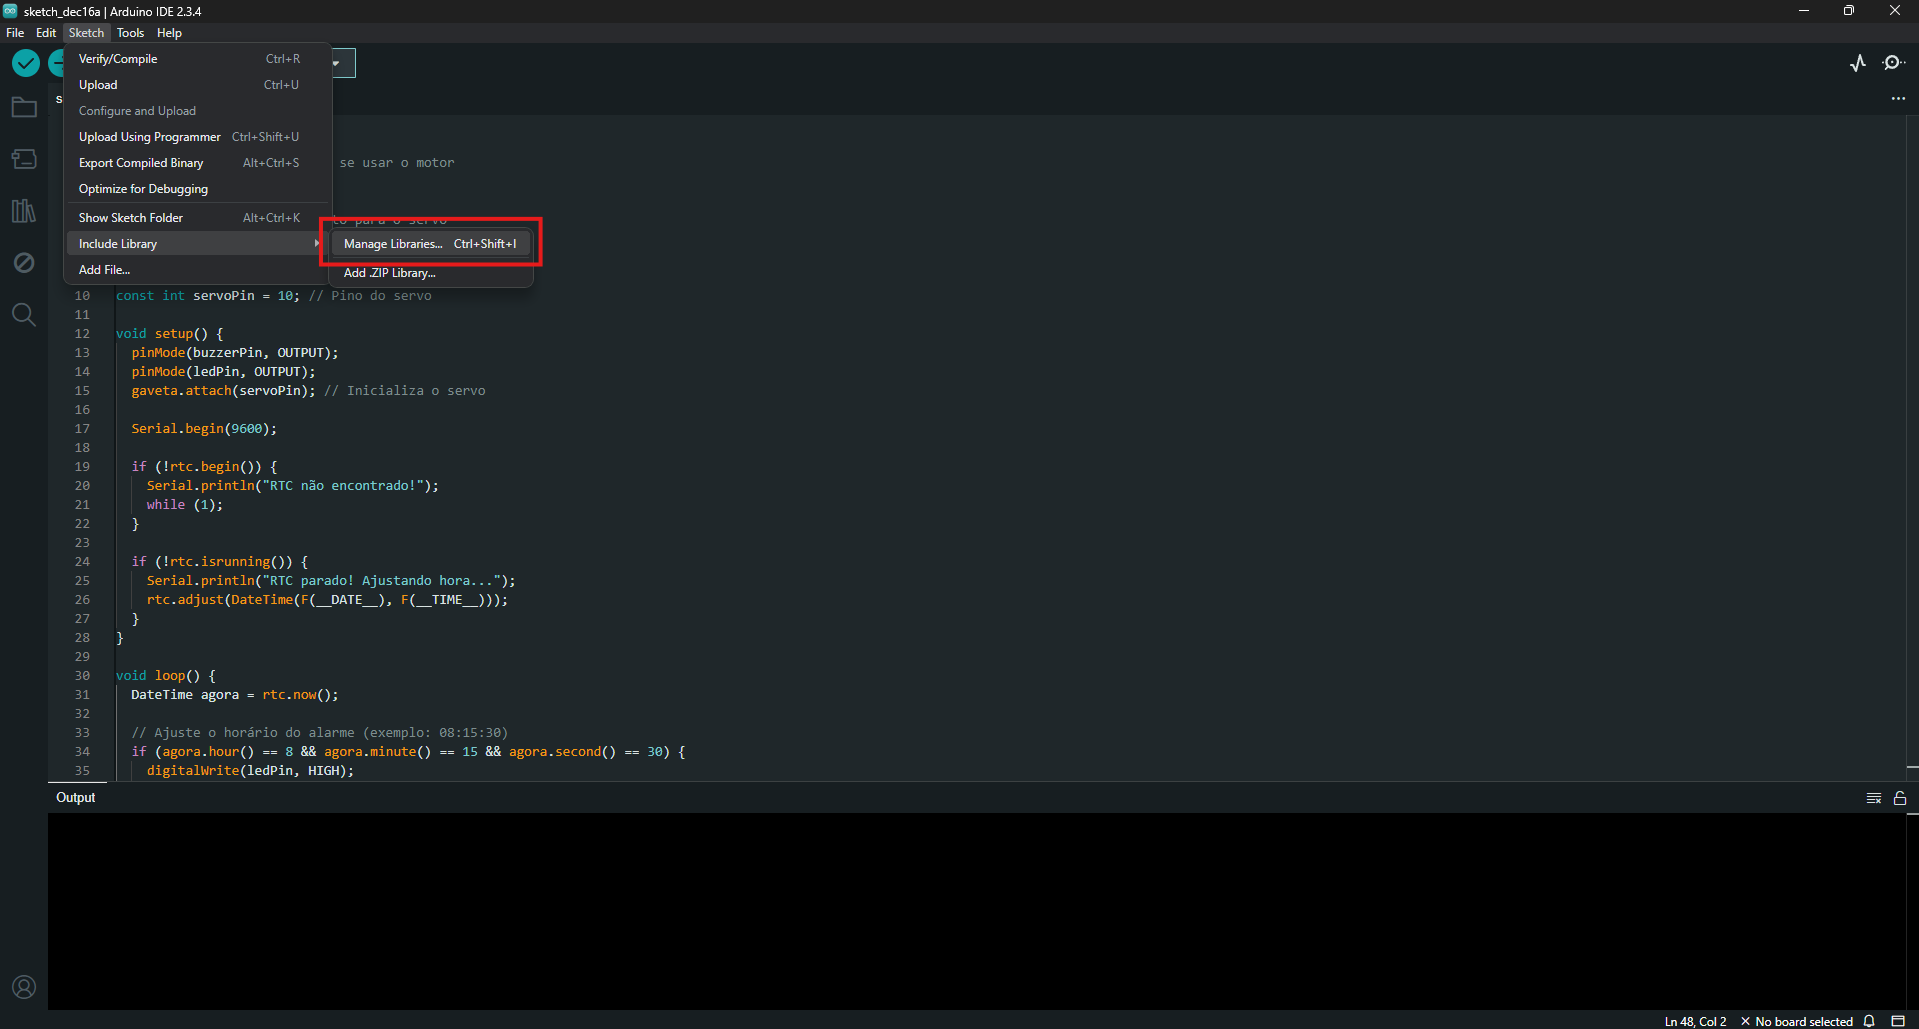 sketch_dec16a | Arduino IDE 2.3.4
File Edit Sketch Tools Help
Verify/Compile Ctrl+R
Upload Ctrl+U
Configure and Upload
Upload Using Programmer Ctrl+Shift+U
Export Compiled Binary Alt+Ctrl+S
Optimize for Debugging
Show Sketch Folder Alt+Ctrl+K
Include Library
Add File...
Manage Libraries... Ctrl+Shift+I
Add .ZIP Library...
se usar o motor
para o servo
10 const int servoPin = 10; // Pino do servo
11
12 void setup() {
13 pinMode(buzzerPin, OUTPUT);
14 pinMode(ledPin, OUTPUT);
15 gaveta.attach(servoPin); // Inicializa o servo
16
17 Serial.begin(9600);
18
19 if (!rtc.begin()) {
20 Serial.println("RTC não encontrado!");
21 while (1);
22 }
23
24 if (!rtc.isrunning()) {
25 Serial.println("RTC parado! Ajustando hora...");
26 rtc.adjust(DateTime(F(__DATE__), F(__TIME__)));
27 }
28 }
29
30 void loop() {
31 DateTime agora = rtc.now();
32
33 // Ajuste o horário do alarme (exemplo: 08:15:30)
34 if (agora.hour() == 8 && agora.minute() == 15 && agora.second() == 30) {
35 digitalWrite(ledPin, HIGH);
Output
Ln 48, Col 2 × No board selected